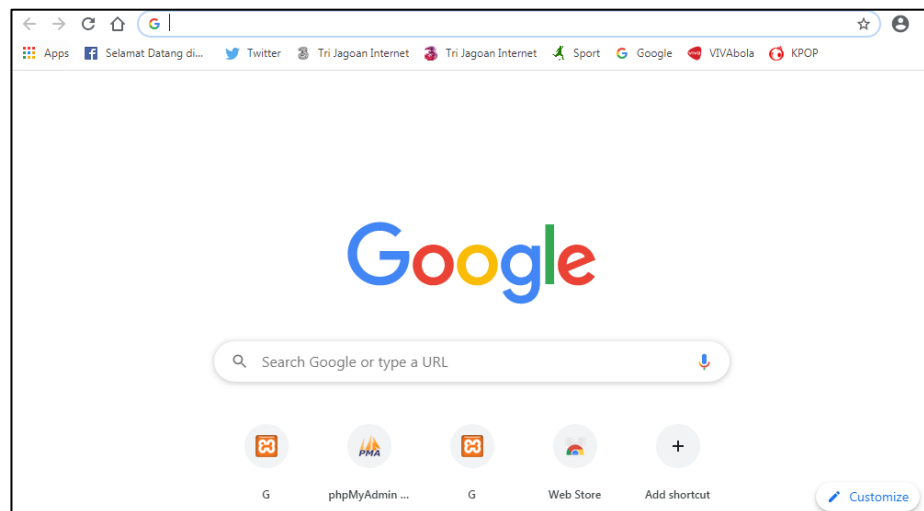 Apps Selamat Datang di... Twitter Tri Jagoan Internet Tri Jagoan Internet Sport Google VIVAbola KPOP
Google
Search Google or type a URL
PMA
G phpMyAdmin ... G Web Store Add shortcut
Customize